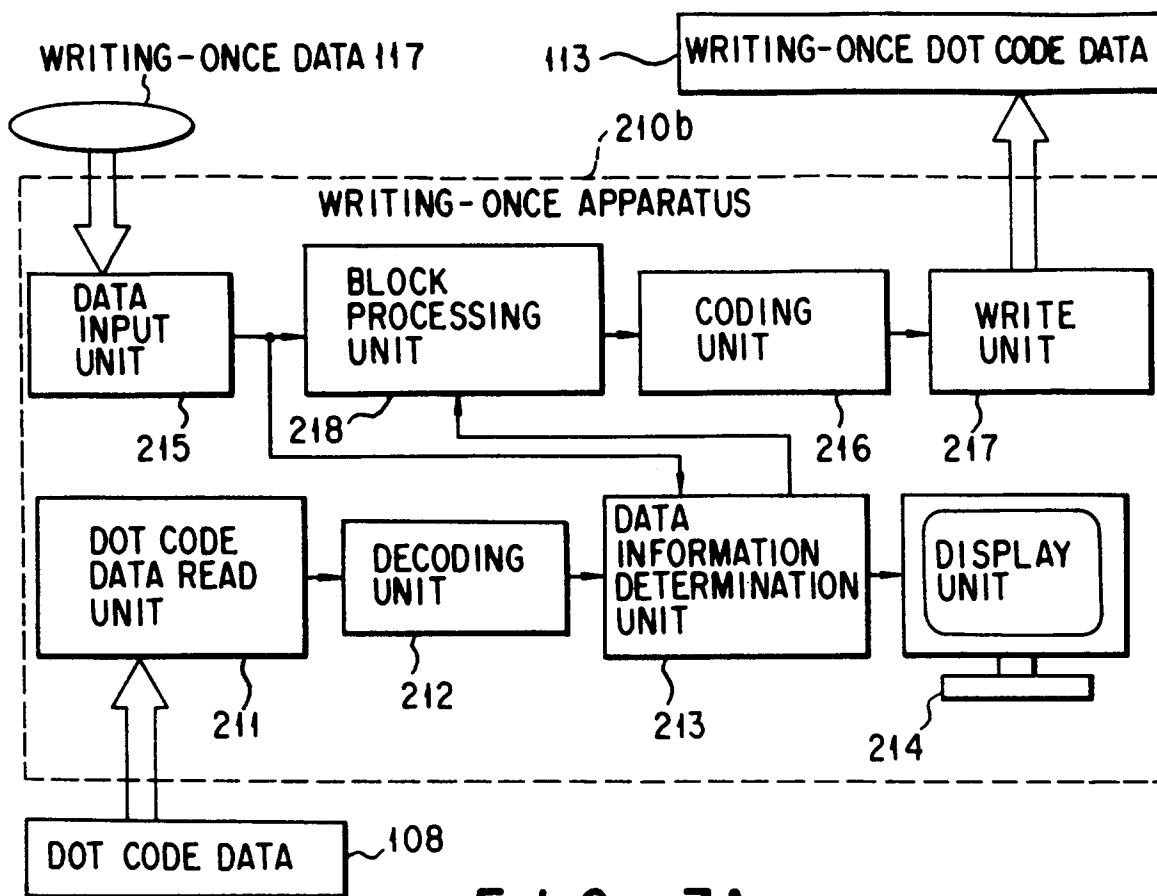 WRITING-ONCE DATA 117
113
WRITING-ONCE DOT CODE DATA
210b
WRITING-ONCE APPARATUS
DATA
INPUT
UNIT
215
BLOCK
PROCESSING
UNIT
218
CODING
UNIT
216
WRITE
UNIT
217
DOT CODE
DATA READ
UNIT
211
DECODING
UNIT
212
DATA
INFORMATION
DETERMINATION
UNIT
213
DISPLAY
UNIT
214
DOT CODE DATA
108